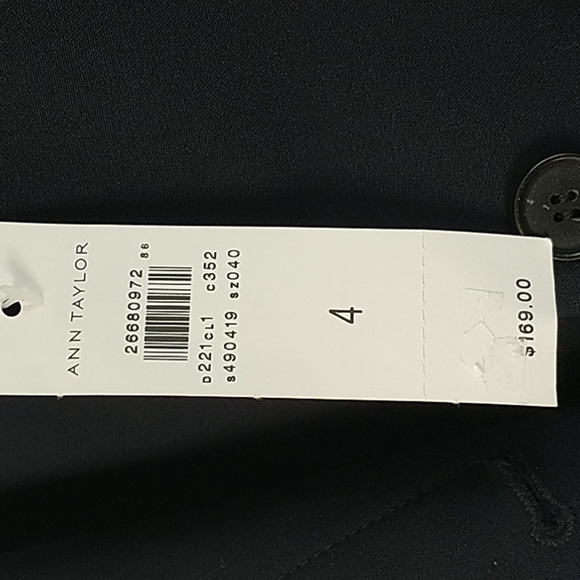 ANN TAYLOR
26680972 86
D221CL1 C352
S490419 SZ040
4
$169.00